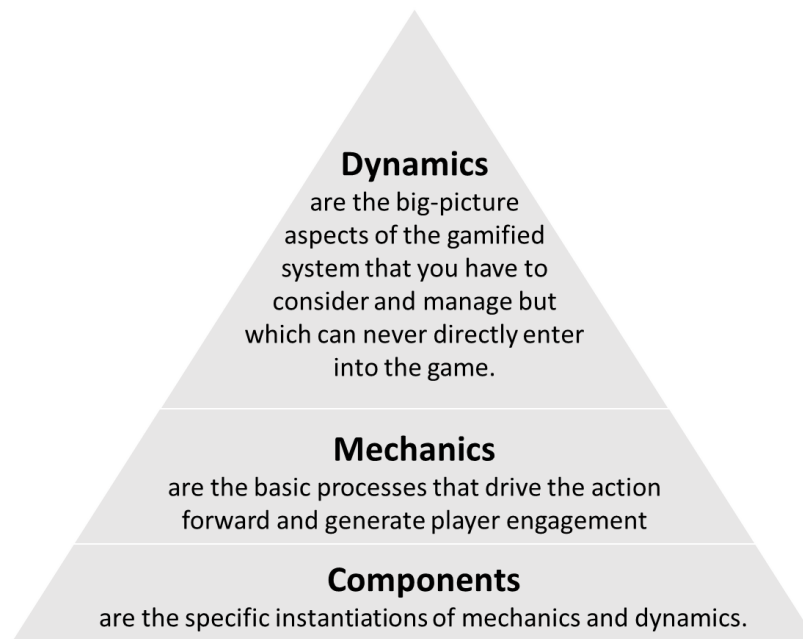 Dynamics
are the big-picture
aspects of the gamified
system that you have to
consider and manage but
which can never directly enter
into the game.
Mechanics
are the basic processes that drive the action
forward and generate player engagement
Components
are the specific instantiations of mechanics and dynamics.